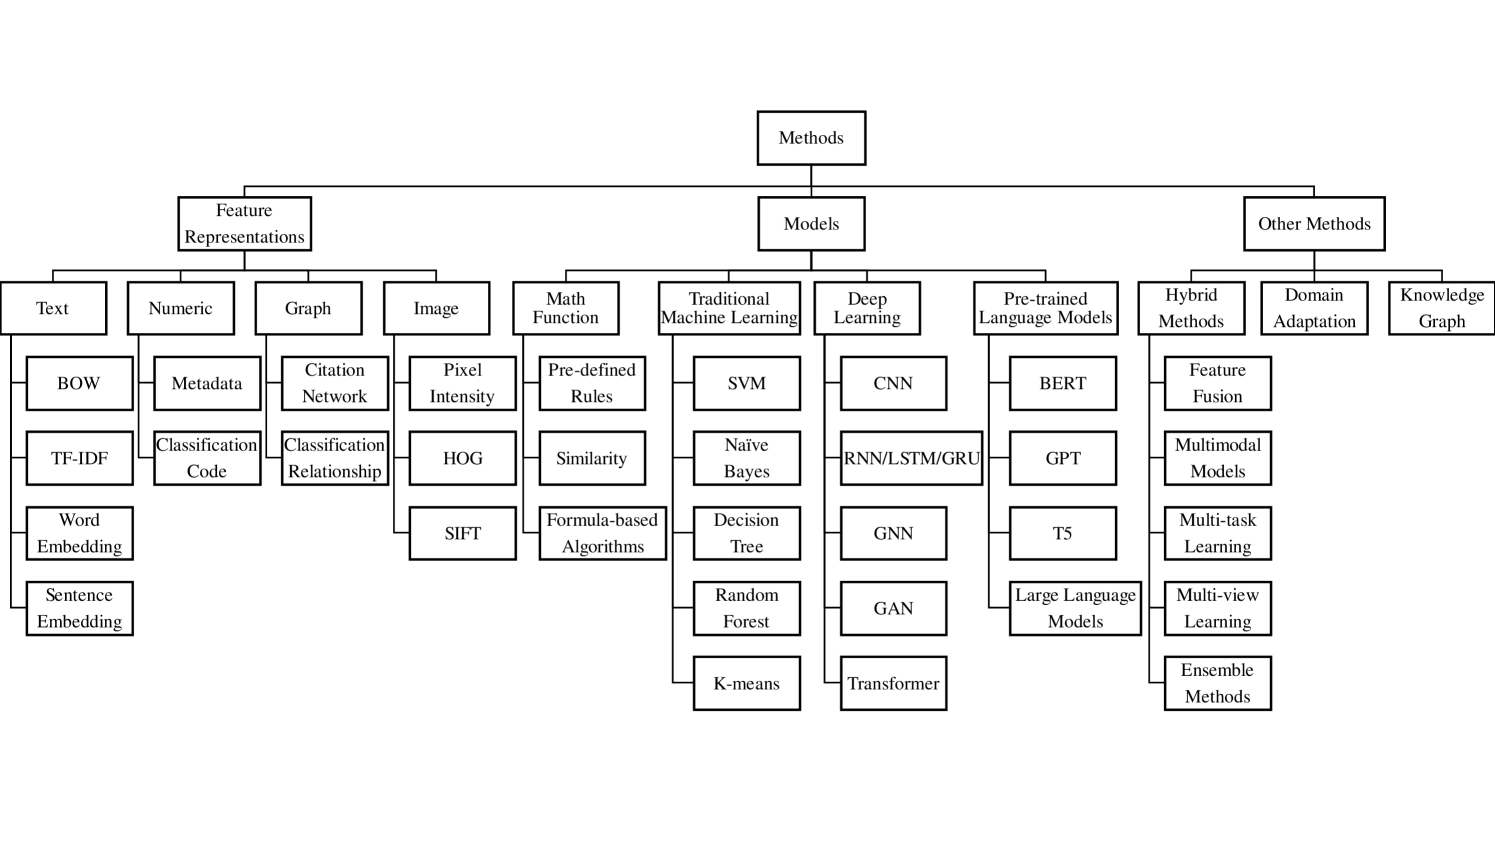 Methods
Feature
Representations
Models
Other Methods
Text
Numeric
Graph
Image
Math
Function
Traditional
Machine Learning
Deep
Learning
Pre-trained
Language Models
Hybrid
Methods
Domain
Adaptation
Knowledge
Graph
BOW
TF-IDF
Word
Embedding
Sentence
Embedding
Metadata
Classification
Code
Citation
Network
Classification
Relationship
Pixel
Intensity
HOG
SIFT
Pre-defined
Rules
Similarity
Formula-based
Algorithms
SVM
Naïve
Bayes
Decision
Tree
Random
Forest
K-means
CNN
RNN/LSTM/GRU
GNN
GAN
Transformer
BERT
GPT
T5
Large Language
Models
Feature
Fusion
Multimodal
Models
Multi-task
Learning
Multi-view
Learning
Ensemble
Methods